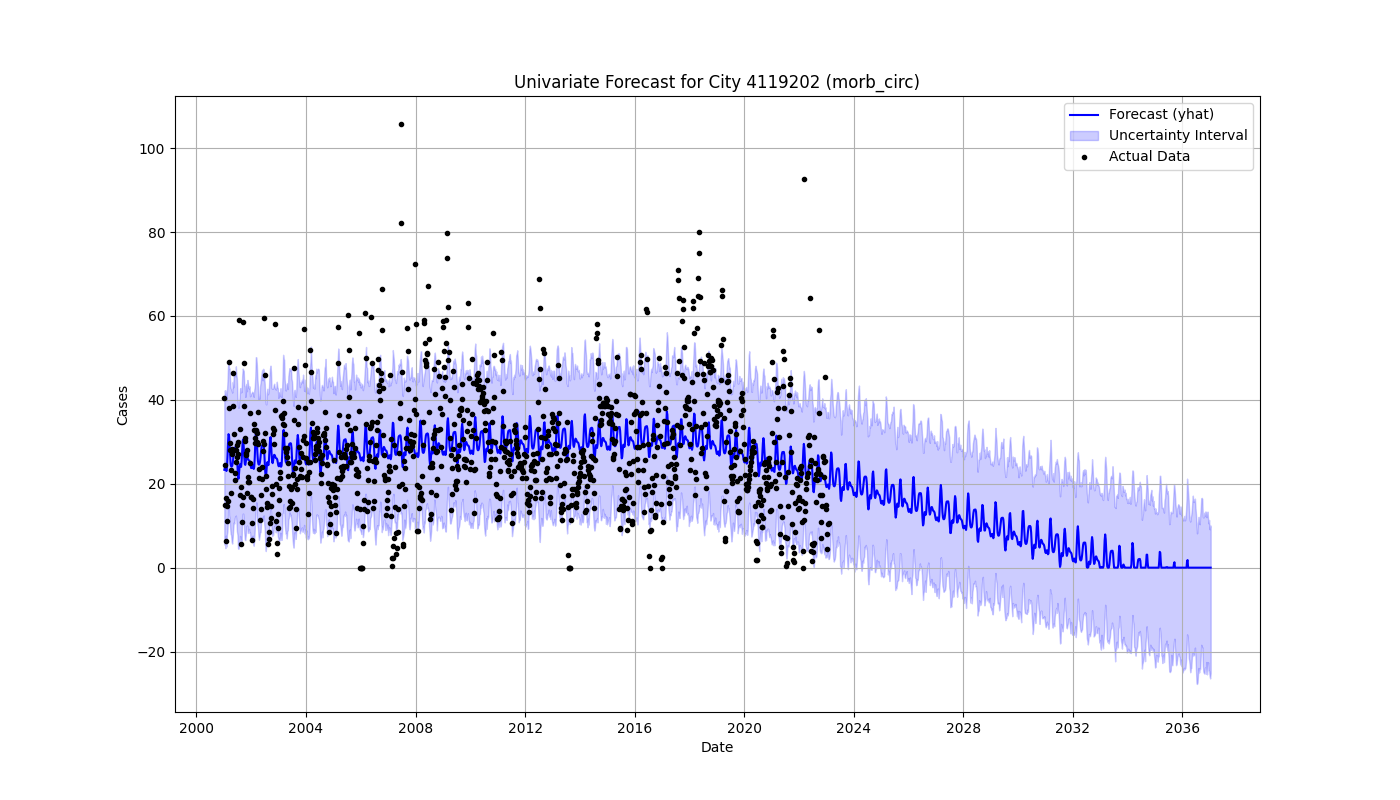 Univariate Forecast for City 4119202 (morb_circ)
Forecast (yhat)
Uncertainty Interval
Actual Data
Cases
100
80
60
40
20
0
−20
2000 2004 2008 2012 2016 2020 2024 2028 2032 2036
Date